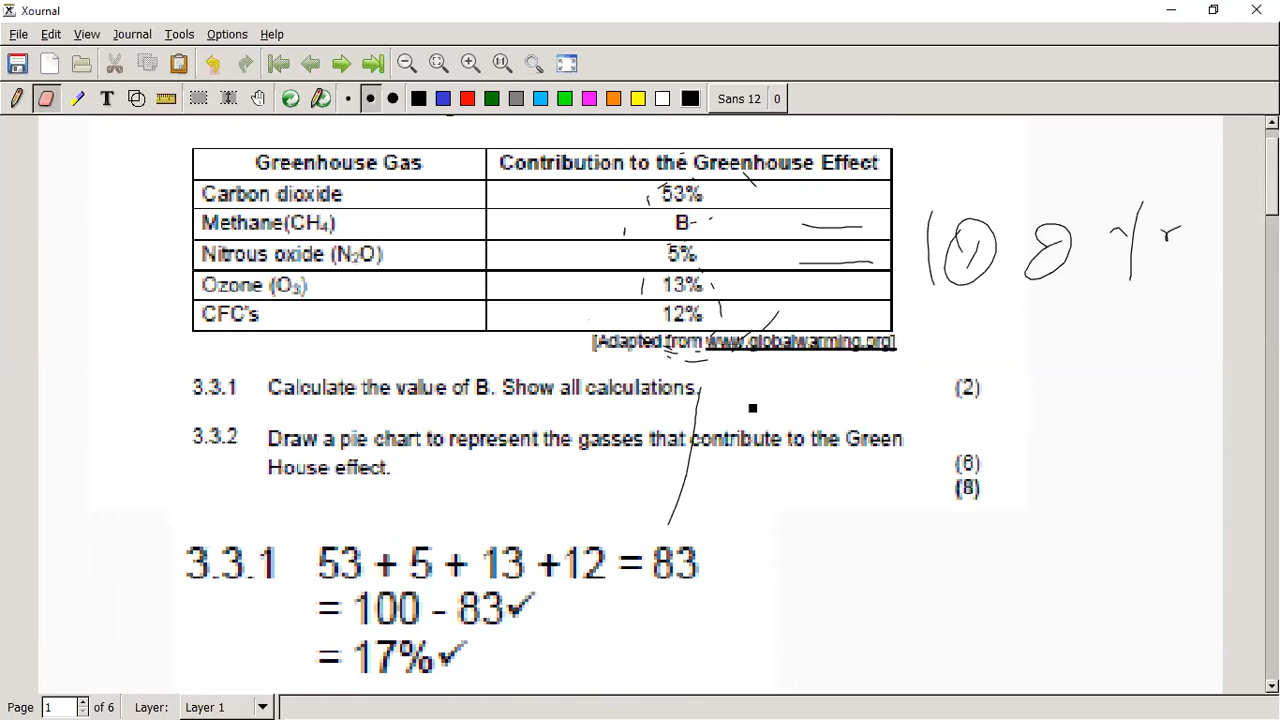 Xournal
File Edit View Journal Tools Options Help
Sans 12 0
Greenhouse Gas Contribution to the Greenhouse Effect
Carbon dioxide 53%
Methane(CH₄) B
Nitrous oxide (N₂O) 5%
Ozone (O₃) 13%
CFC's 12%
[Adapted from www.globalwarming.org]
3.3.1 Calculate the value of B. Show all calculations. (2)
3.3.2 Draw a pie chart to represent the gasses that contribute to the Green
House effect. (6)
(8)
3.3.1 53 + 5 + 13 +12 = 83
= 100 - 83✓
= 17%✓
Page 1 of 6 Layer: Layer 1